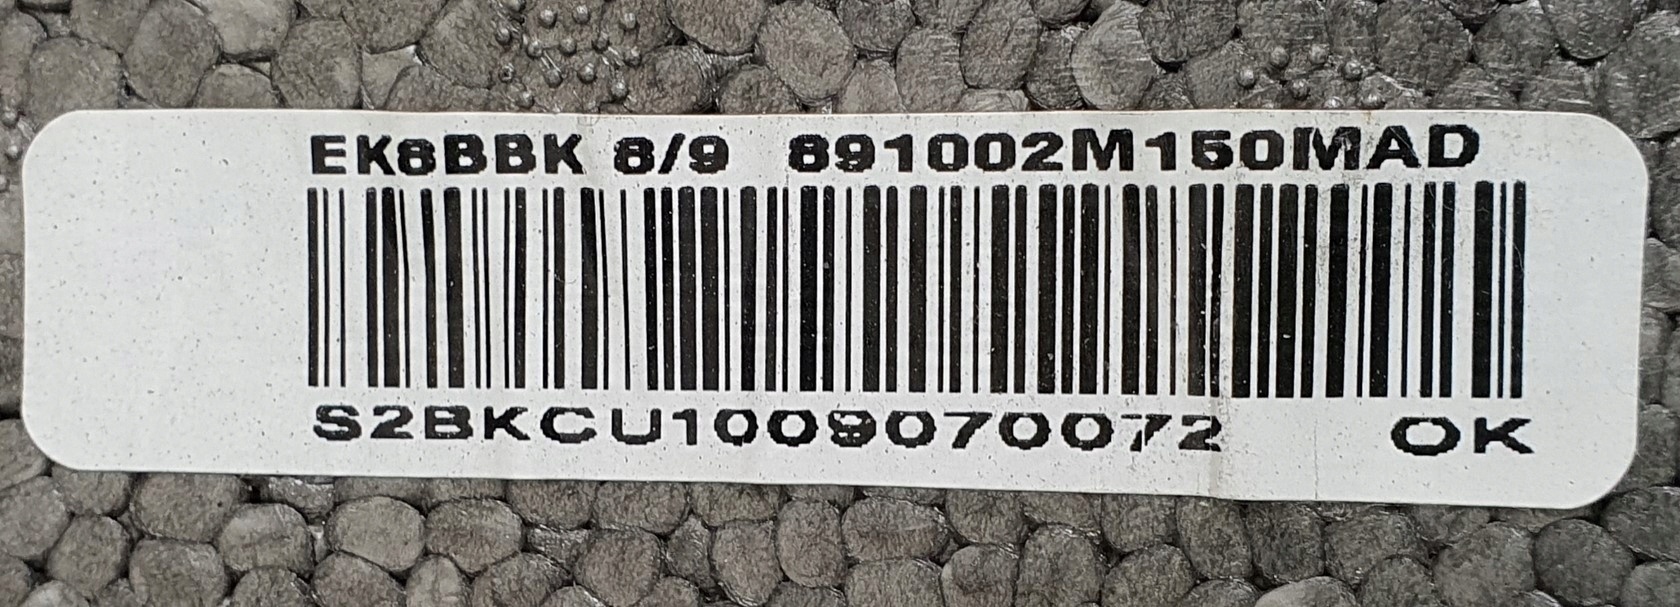 EK8BBK 8/9 891002M150MAD
S2BKCU1009070072 OK